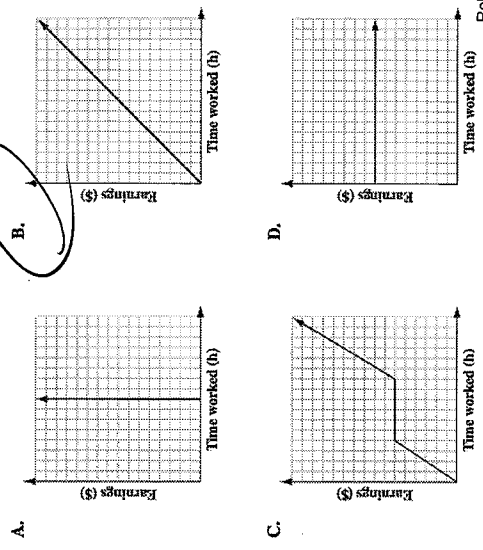 A.
Earnings ($)
Time worked (h)
B.
Earnings ($)
Time worked (h)
C.
Earnings ($)
Time worked (h)
D.
Earnings ($)
Time worked (h)